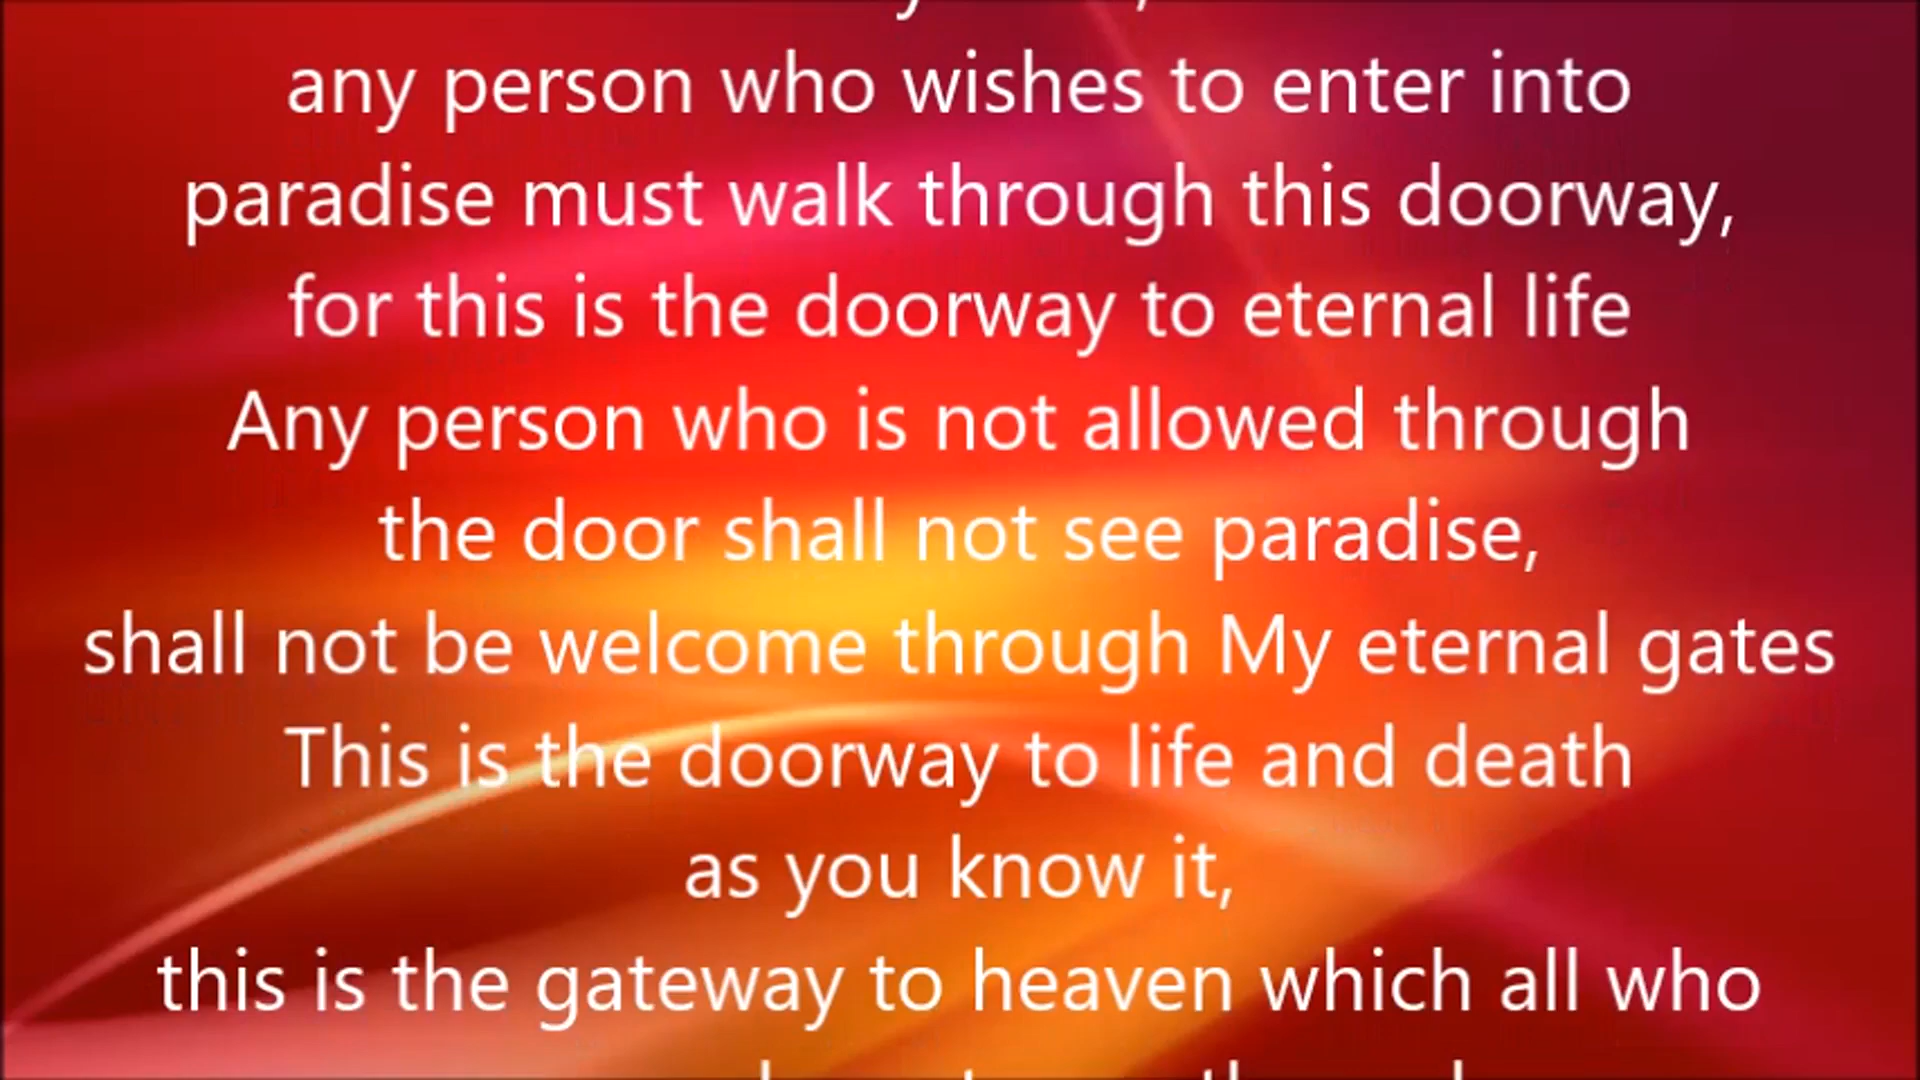 any person who wishes to enter into
paradise must walk through this doorway,
for this is the doorway to eternal life
Any person who is not allowed through
the door shall not see paradise,
shall not be welcome through My eternal gates
This is the doorway to life and death
as you know it,
this is the gateway to heaven which all who